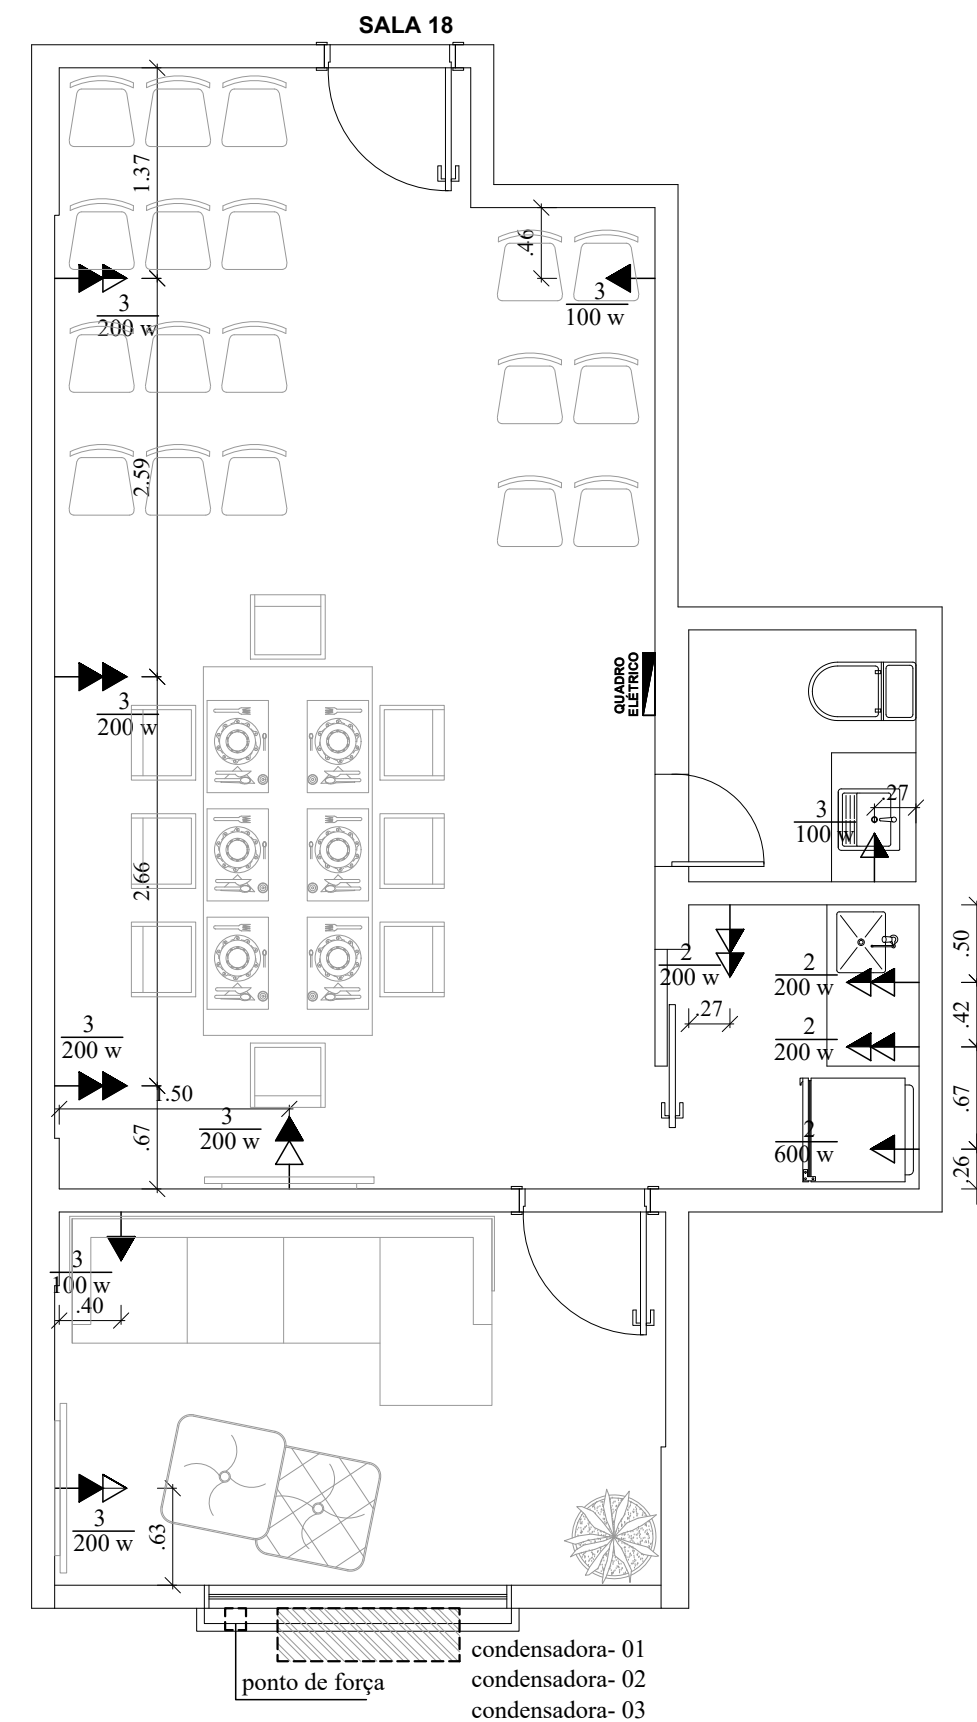 SALA 18
1.37
.46
3
200 w
3
100 w
2.59
QUADRO
ELÉTRICO
3
200 w
.27
3
100 w
2.66
.50
2
200 w
2
200 w
.27
.42
3
200 w
2
200 w
1.50
.67
3
200 w
.67
2
600 w
.26
3
100 w
.40
3
200 w
.63
condensadora- 01
ponto de força
condensadora- 02
condensadora- 03